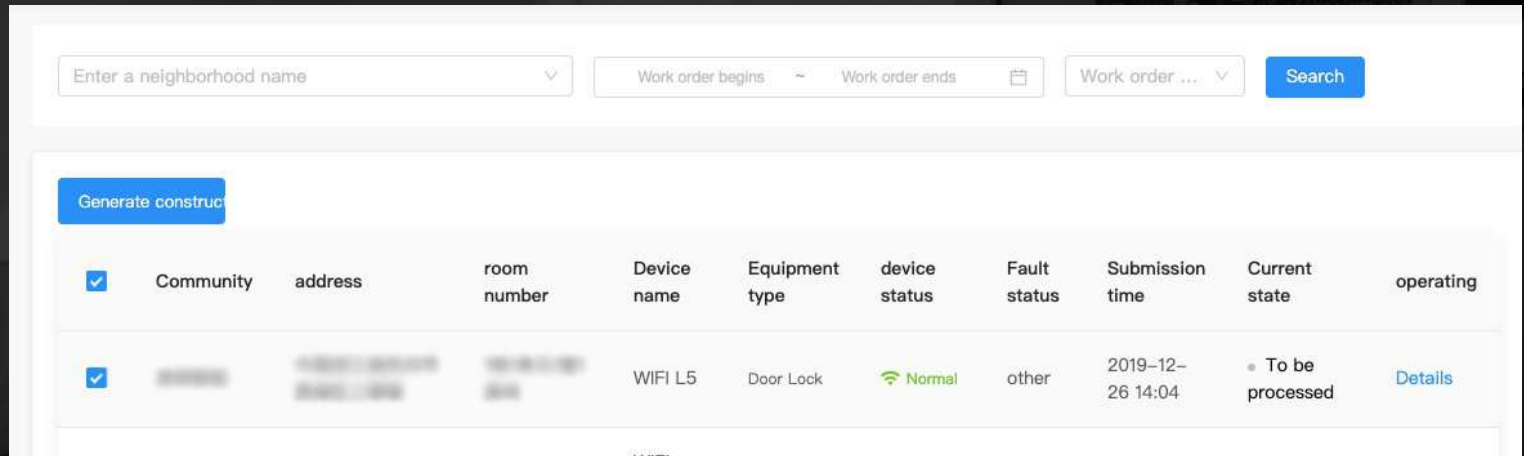 Enter a neighborhood name
Work order begins ~ Work order ends
Work order ...
Search
Generate construct
Community
address
room
number
Device
name
Equipment
type
device
status
Fault
status
Submission
time
Current
state
operating
WIFI L5
Door Lock
Normal
other
2019-12-
26 14:04
To be
processed
Details